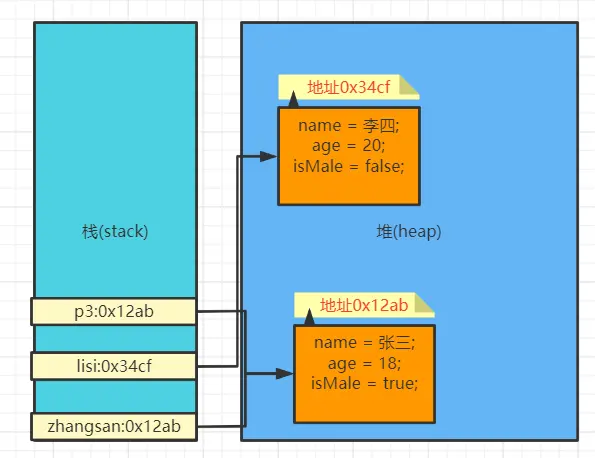 栈(stack)
p3:0x12ab
lisi:0x34cf
zhangsan:0x12ab
地址0x34cf
name = 李四;
age = 20;
isMale = false;
堆(heap)
地址0x12ab
name = 张三;
age = 18;
isMale = true;